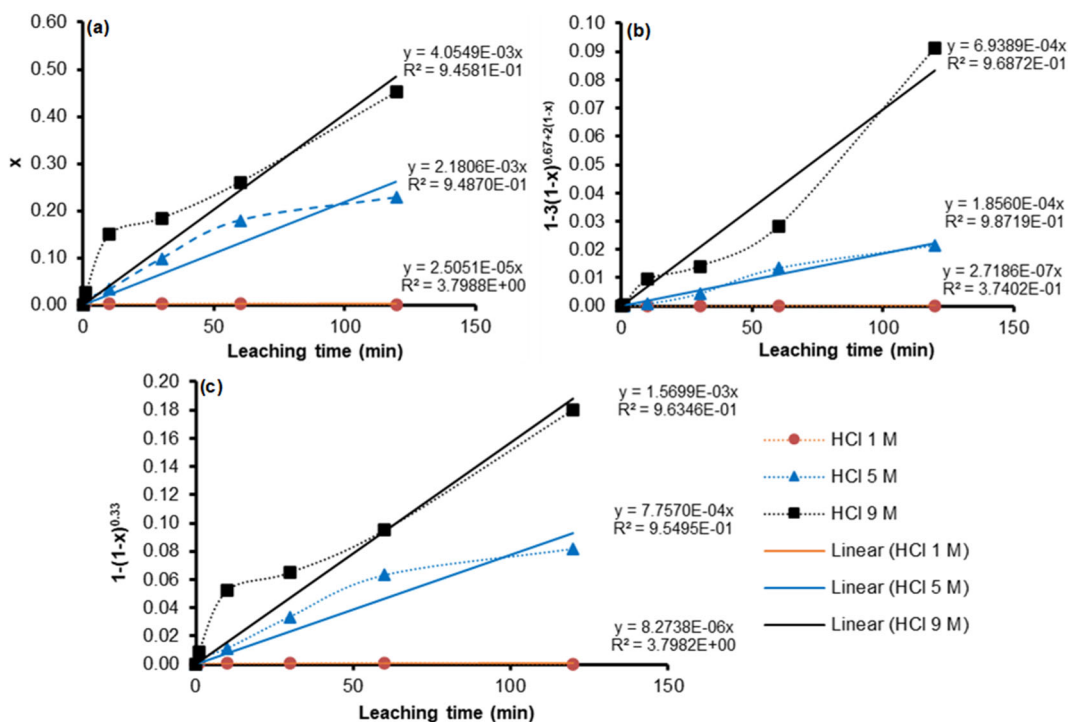 (a)
0.60
0.50
0.40
0.30
0.20
0.10
0.00
x
0
50
100
150
Leaching time (min)
y = 4.0549E-03x
R² = 9.4581E-01
y = 2.1806E-03x
R² = 9.4870E-01
y = 2.5051E-05x
R² = 3.7988E+00
(b)
0.10
0.09
0.08
0.07
0.06
0.05
0.04
0.03
0.02
0.01
0.00
1-3(1-x)^0.67+2(1-x)
0
50
100
150
Leaching time (min)
y = 6.9389E-04x
R² = 9.6872E-01
y = 1.8560E-04x
R² = 9.8719E-01
y = 2.7186E-07x
R² = 3.7402E-01
(c)
0.20
0.18
0.16
0.14
0.12
0.10
0.08
0.06
0.04
0.02
0.00
1-(1-x)^0.33
0
50
100
150
Leaching time (min)
y = 1.5699E-03x
R² = 9.6346E-01
y = 7.7570E-04x
R² = 9.5495E-01
y = 8.2738E-06x
R² = 3.7982E+00
HCl 1 M
HCl 5 M
HCl 9 M
Linear (HCl 1 M)
Linear (HCl 5 M)
Linear (HCl 9 M)